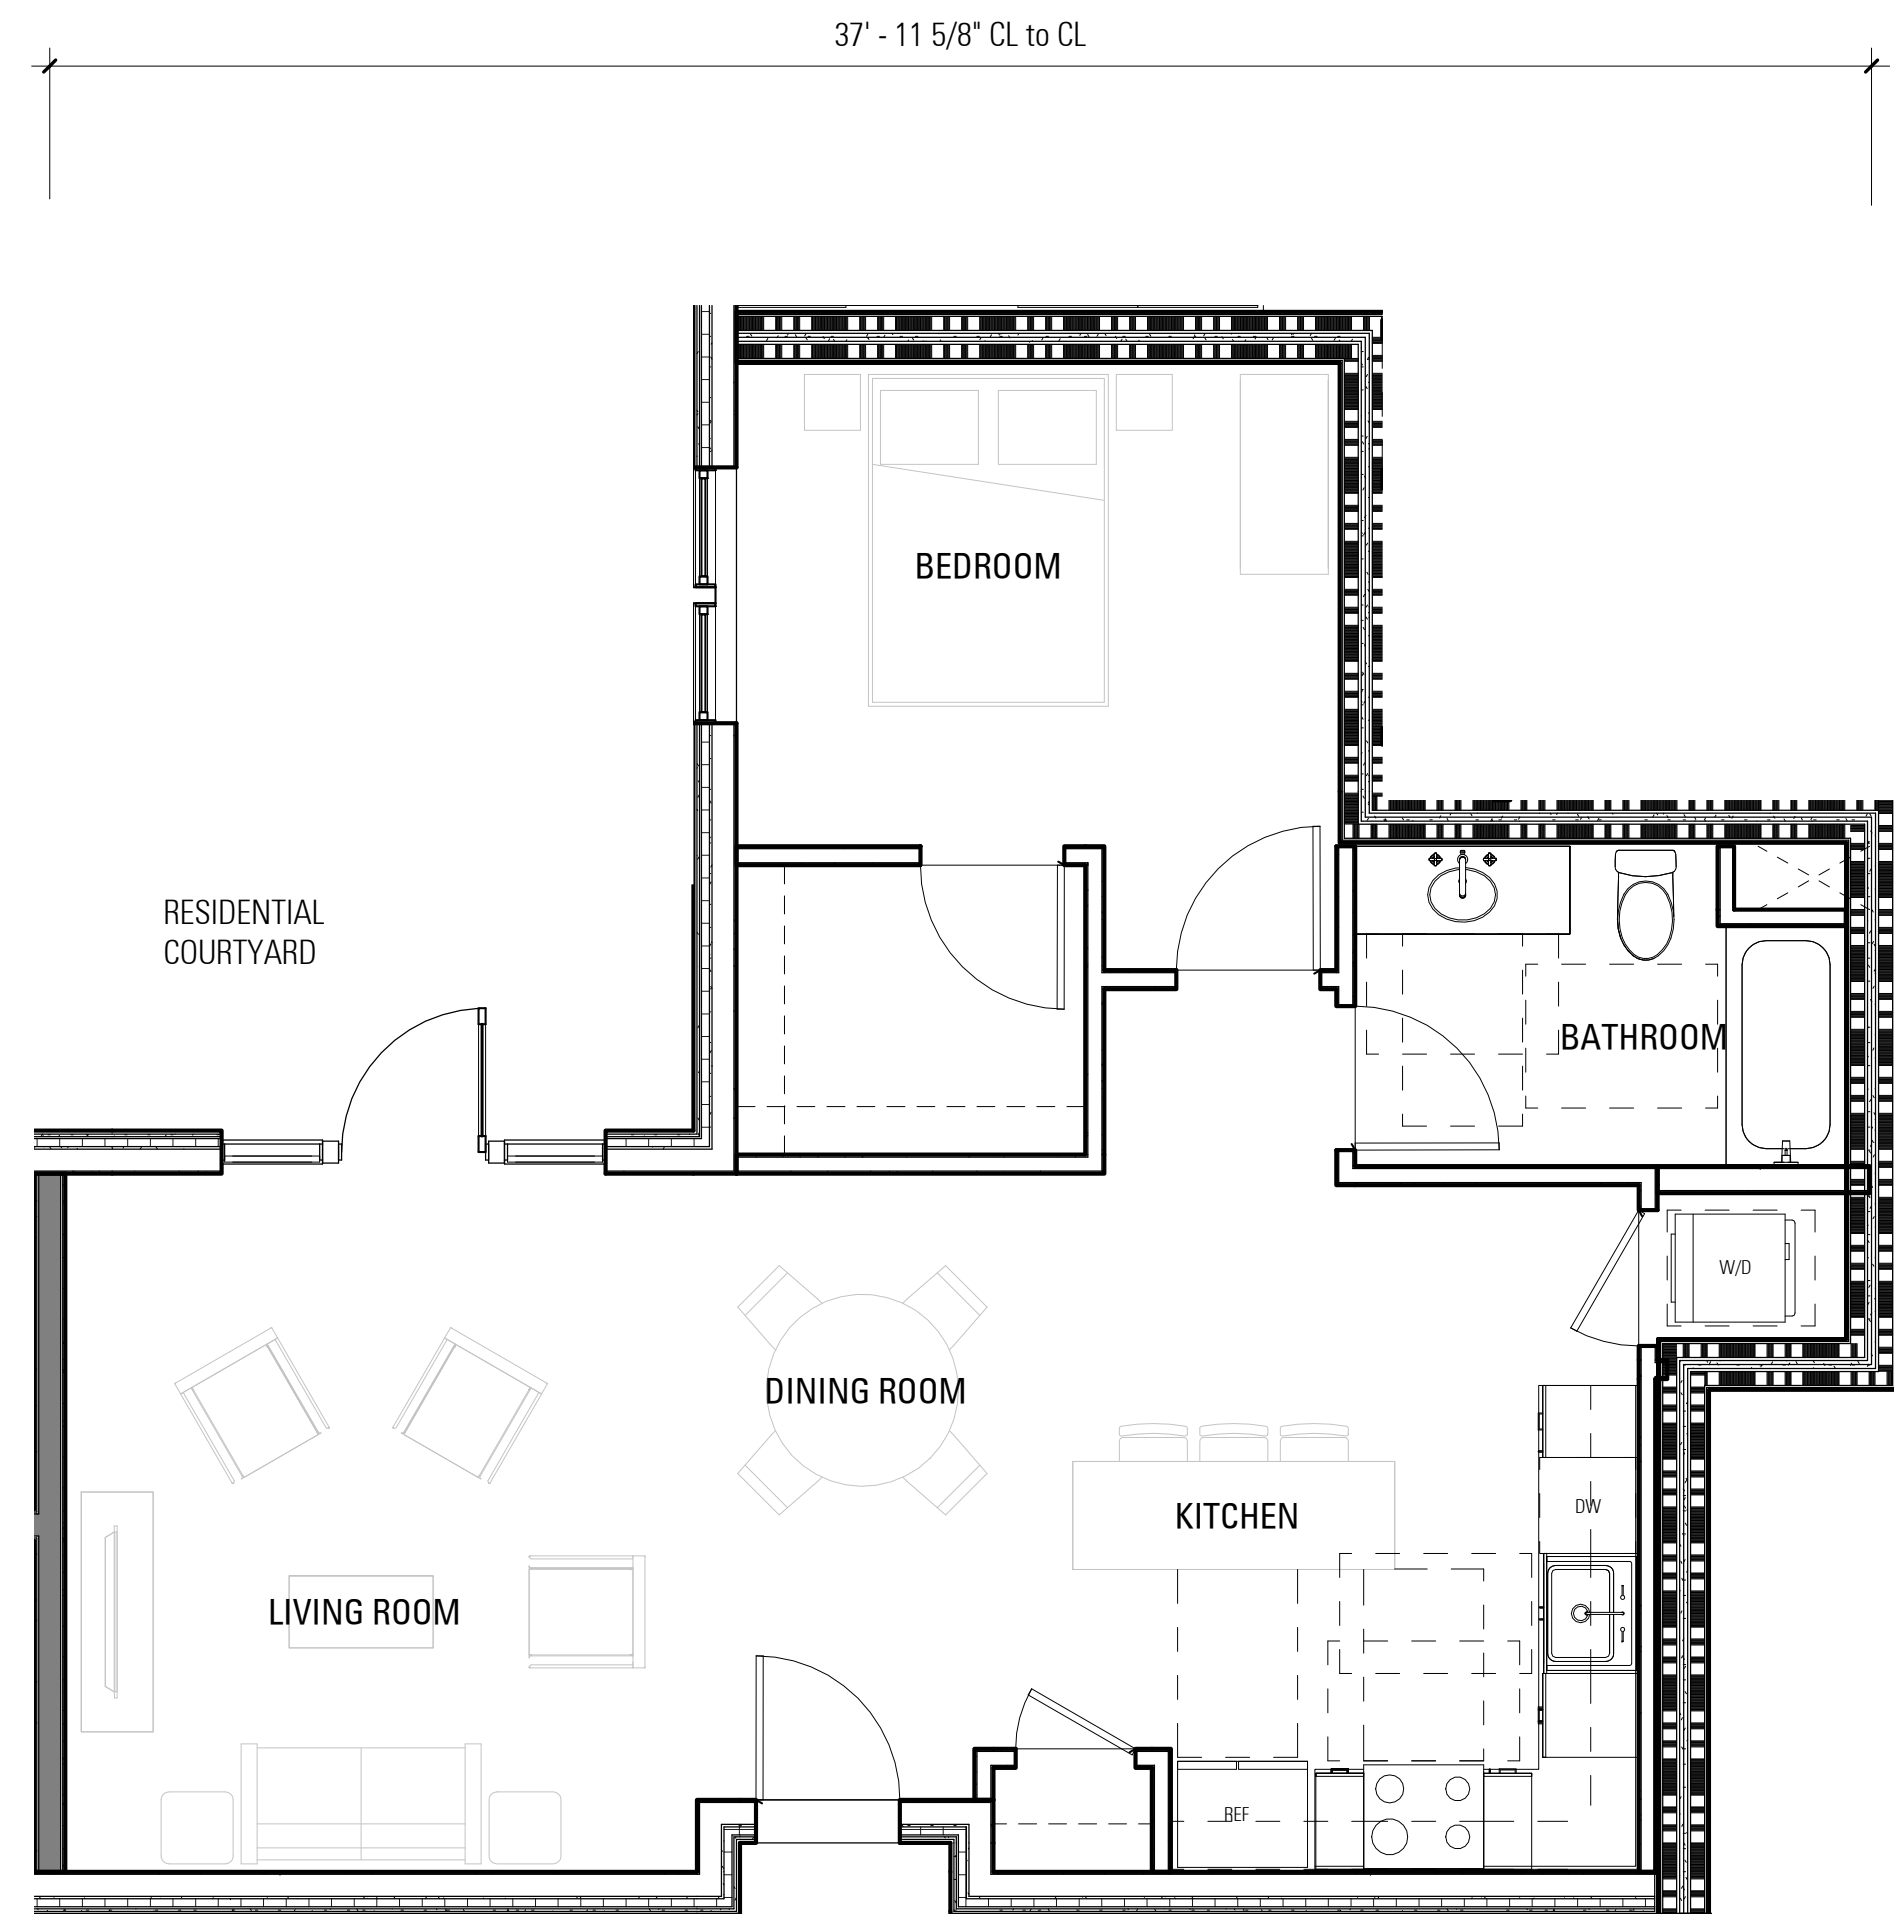 37' - 11 5/8" CL to CL
BEDROOM
RESIDENTIAL
COURTYARD
BATHROOM
W/D
DINING ROOM
KITCHEN
DW
LIVING ROOM
REF